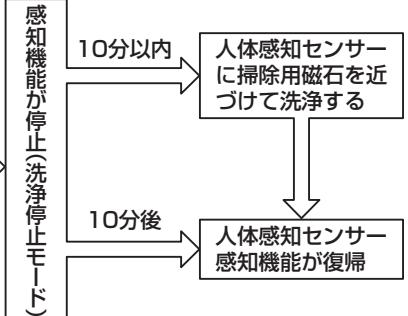 感知機能が停止(洗浄停止モード)
10分以内
人体感知センサー
に掃除用磁石を近
づけて洗浄する
10分後
人体感知センサー
感知機能が復帰